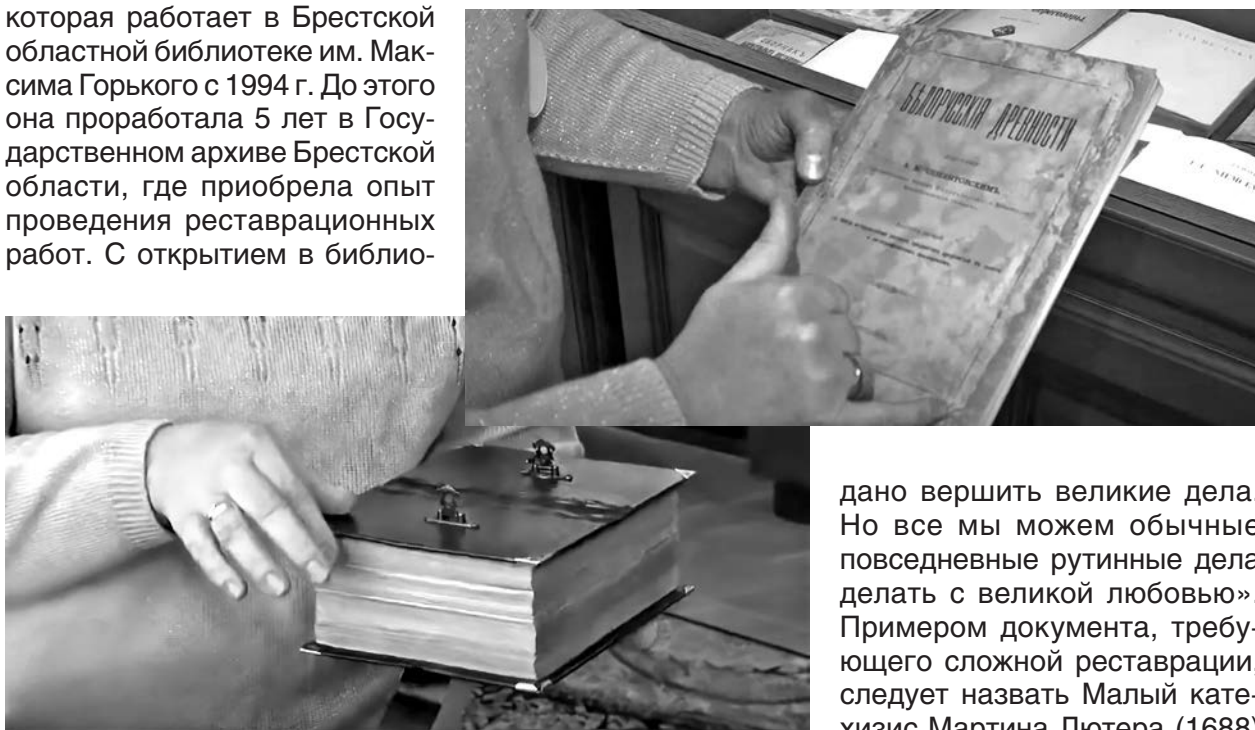 которая работает в Брестской
областной библиотеке им. Мак-
сима Горького с 1994 г. До этого
она проработала 5 лет в Госу-
дарственном архиве Брестской
области, где приобрела опыт
проведения реставрационных
работ. С открытием в библио-
БѢЛОРУССКІЯ ДРЕВНОСТИ
дано вершить великие дела.
Но все мы можем обычные
повседневные рутинные дела
делать с великой любовью».
Примером документа, требу-
ющего сложной реставрации,
следует назвать Малый кате-
хизис Мартина Лютера (1688)